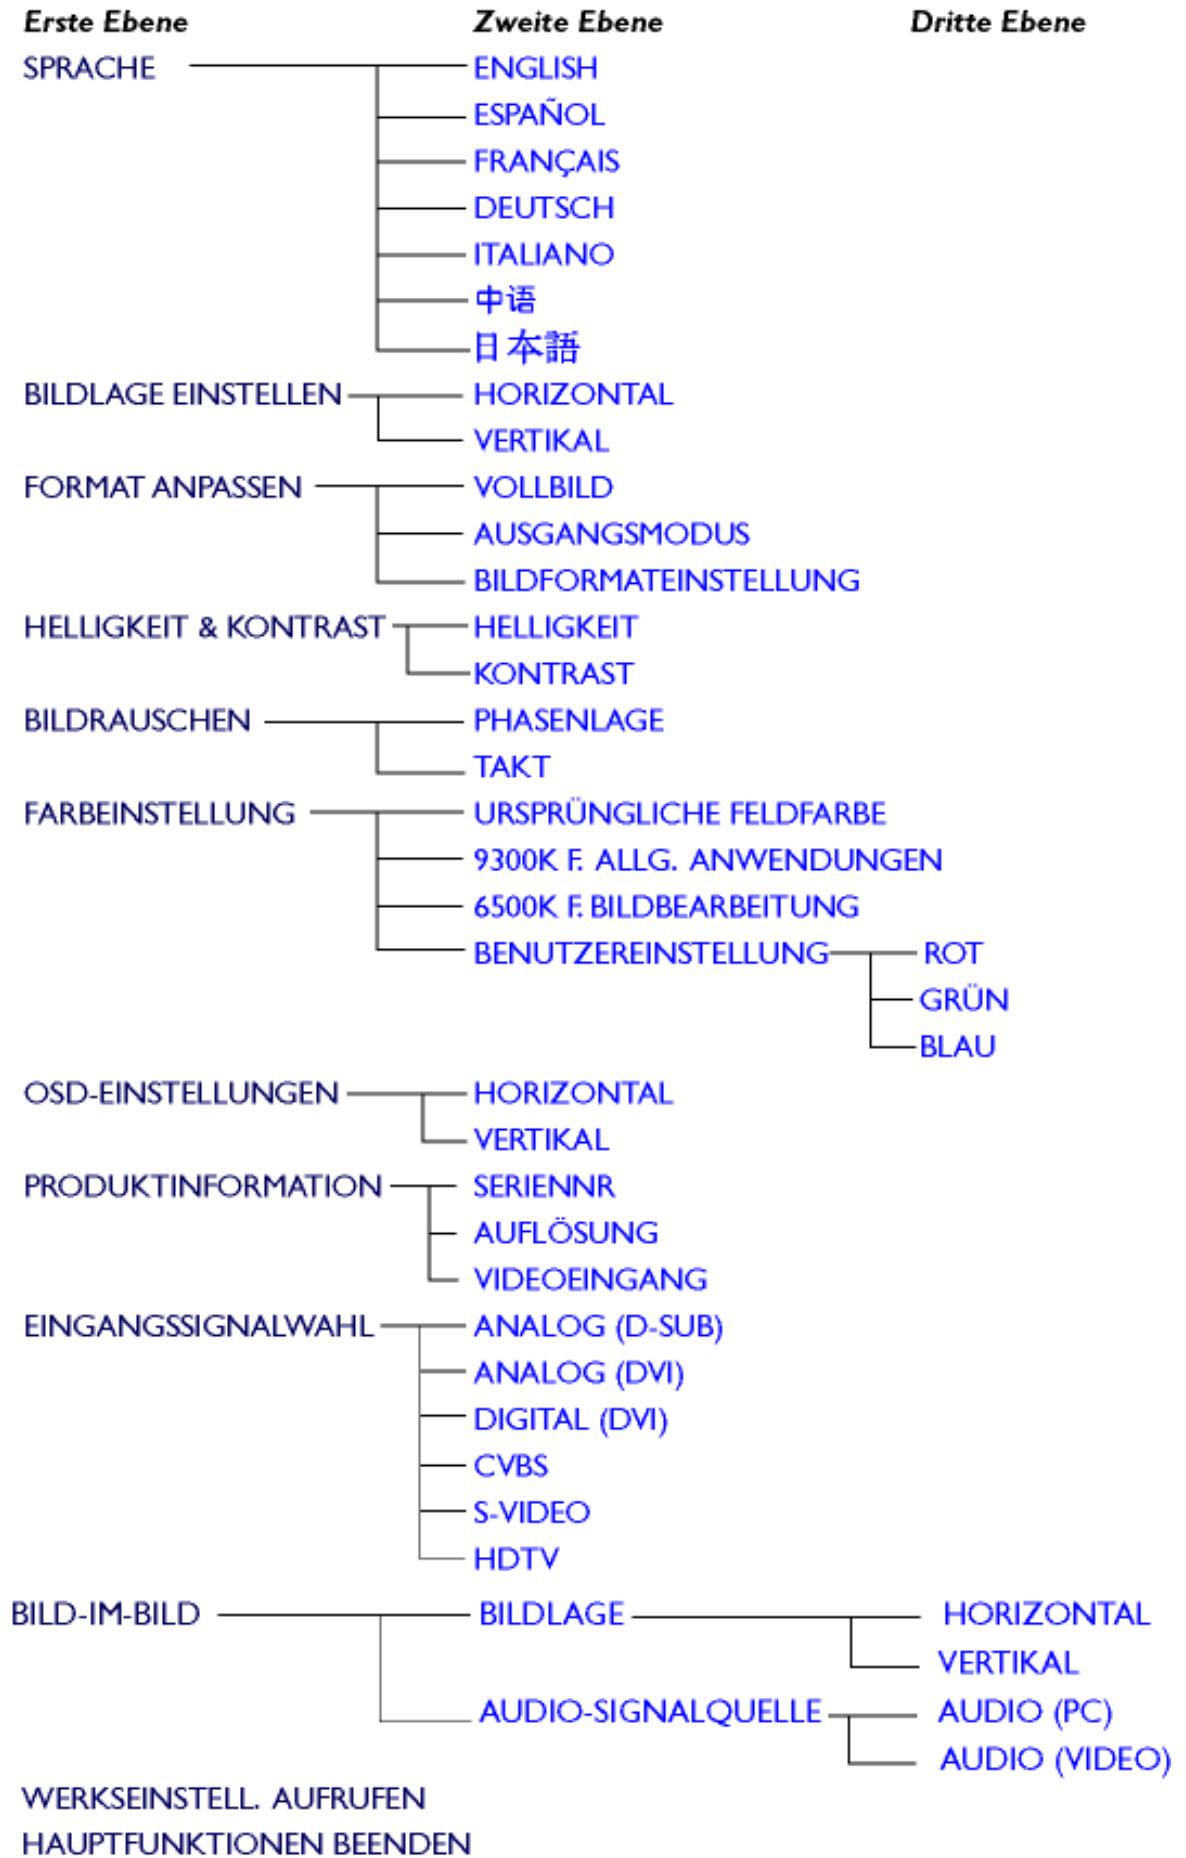 Erste Ebene Zweite Ebene Dritte Ebene
SPRACHE ENGLISH
ESPAÑOL
FRANÇAIS
DEUTSCH
ITALIANO
中语
日本語
BILDLAGE EINSTELLEN HORIZONTAL
VERTIKAL
FORMAT ANPASSEN VOLLBILD
AUSGANGSMODUS
BILDFORMATEINSTELLUNG
HELLIGKEIT & KONTRAST HELLIGKEIT
KONTRAST
BILDRAUSCHEN PHASENLAGE
TAKT
FARBEINSTELLUNG URSPRÜNGLICHE FELDFARBE
9300K F. ALLG. ANWENDUNGEN
6500K F. BILDBEARBEITUNG
BENUTZEREINSTELLUNG ROT
GRÜN
BLAU
OSD-EINSTELLUNGEN HORIZONTAL
VERTIKAL
PRODUKTINFORMATION SERIENNR
AUFLÖSUNG
VIDEOEINGANG
EINGANGSSIGNALWAHL ANALOG (D-SUB)
ANALOG (DVI)
DIGITAL (DVI)
CVBS
S-VIDEO
HDTV
BILD-IM-BILD BILDLAGE HORIZONTAL
VERTIKAL
AUDIO-SIGNALQUELLE AUDIO (PC)
AUDIO (VIDEO)
WERKSEINSTELL. AUFRUFEN
HAUPTFUNKTIONEN BEENDEN